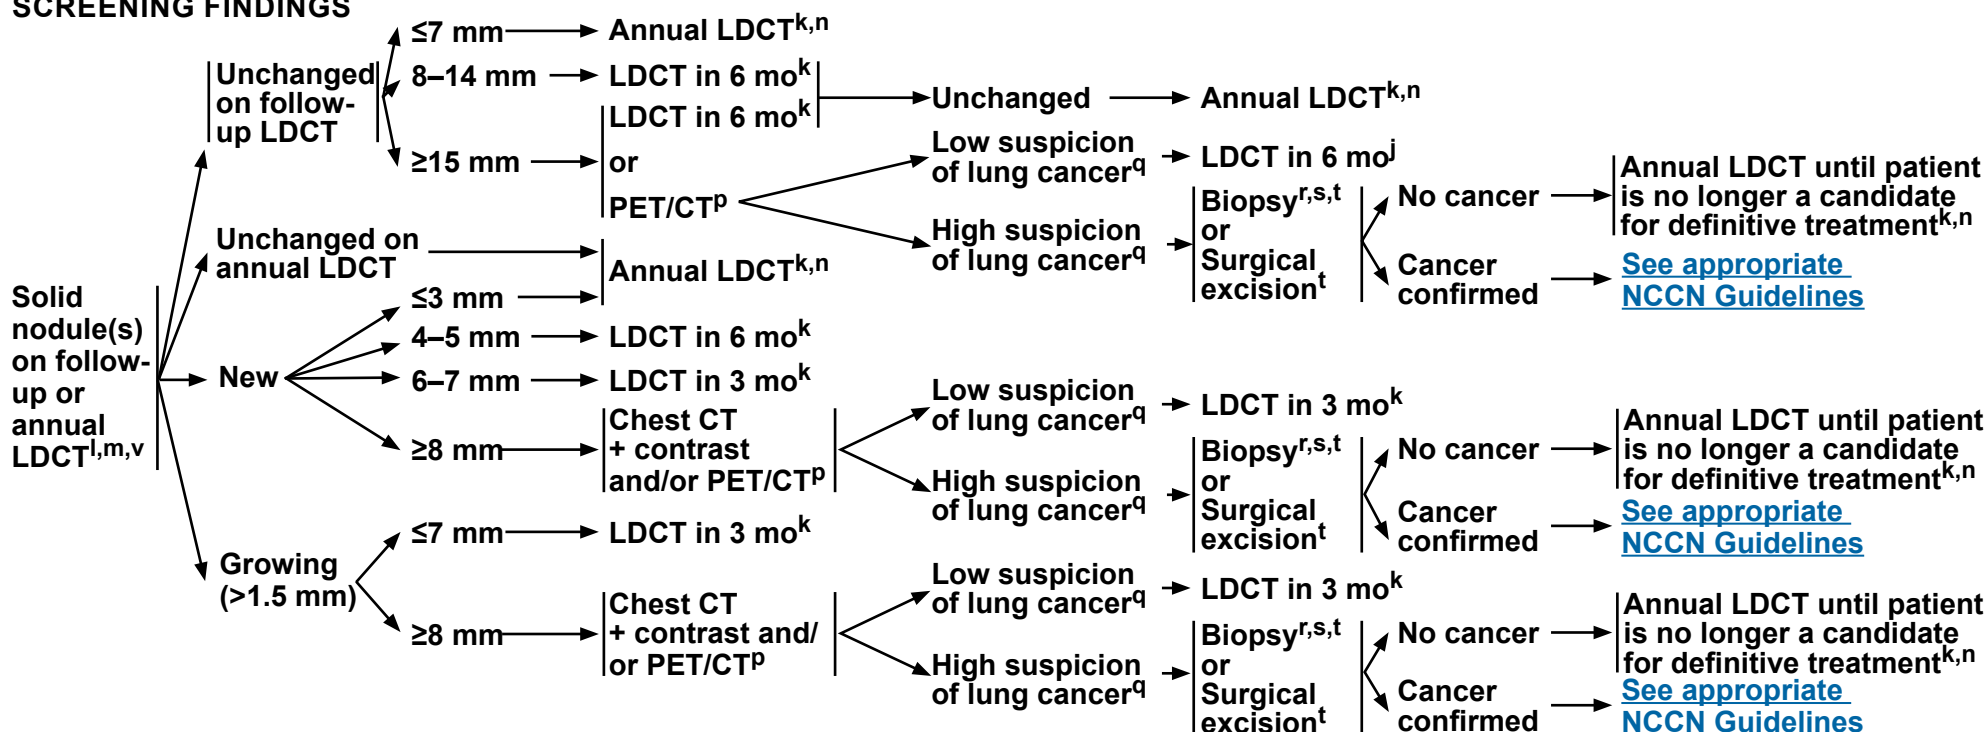 SCREENING FINDINGS
Solid
nodule(s)
on follow-
up or
annual
LDCTl,m,v
Unchanged
on follow-
up LDCT
≤7 mm
Annual LDCTk,n
8–14 mm
LDCT in 6 mok
≥15 mm
LDCT in 6 mok
or
PET/CTp
Unchanged
Annual LDCTk,n
Low suspicion
of lung cancerq
LDCT in 6 moj
High suspicion
of lung cancerq
Biopsyr,s,t
or
Surgical
excisiont
No cancer
Annual LDCT until patient
is no longer a candidate
for definitive treatmentk,n
Cancer
confirmed
See appropriate
NCCN Guidelines
Unchanged on
annual LDCT
Annual LDCTk,n
New
≤3 mm
4–5 mm
LDCT in 6 mok
6–7 mm
LDCT in 3 mok
≥8 mm
Chest CT
+ contrast
and/or PET/CTp
Low suspicion
of lung cancerq
LDCT in 3 mok
High suspicion
of lung cancerq
Biopsyr,s,t
or
Surgical
excisiont
No cancer
Annual LDCT until patient
is no longer a candidate
for definitive treatmentk,n
Cancer
confirmed
See appropriate
NCCN Guidelines
Growing
(>1.5 mm)
≤7 mm
LDCT in 3 mok
≥8 mm
Chest CT
+ contrast and/
or PET/CTp
Low suspicion
of lung cancerq
LDCT in 3 mok
High suspicion
of lung cancerq
Biopsyr,s,t
or
Surgical
excisiont
No cancer
Annual LDCT until patient
is no longer a candidate
for definitive treatmentk,n
Cancer
confirmed
See appropriate
NCCN Guidelines